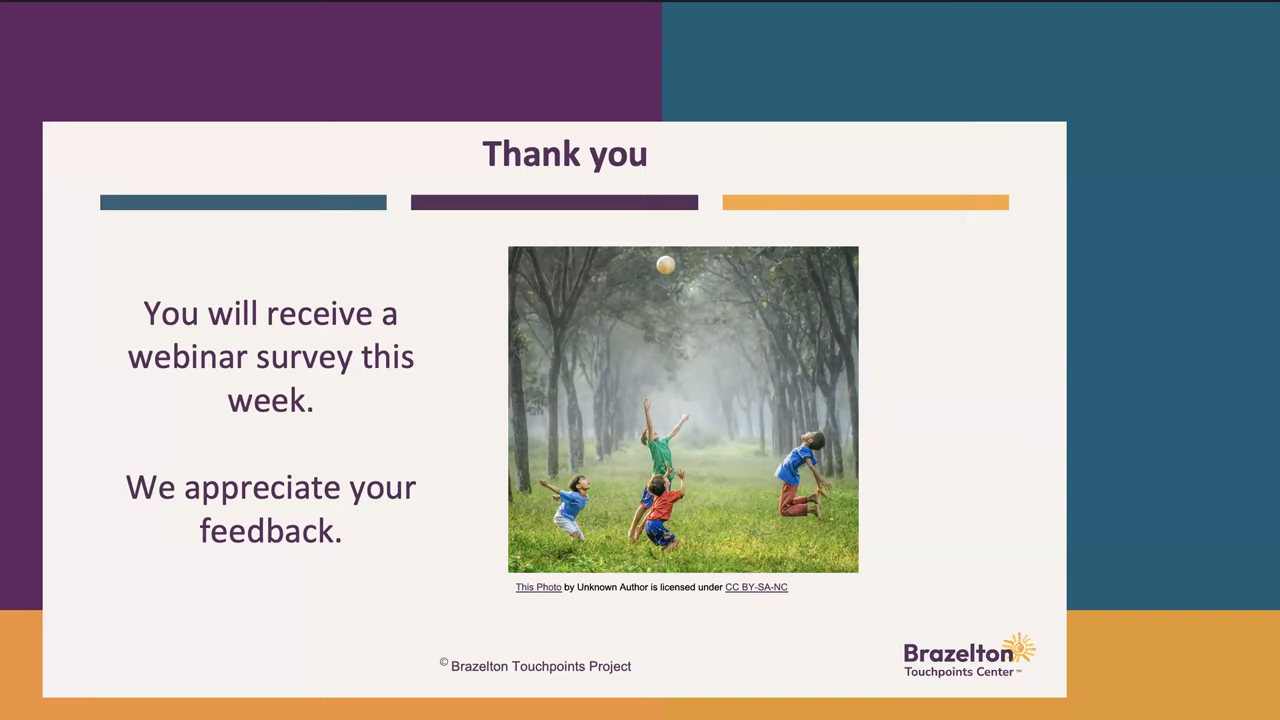 Thank you
You will receive a
webinar survey this
week.
We appreciate your
feedback.
This Photo by Unknown Author is licensed under CC BY-SA-NC
© Brazelton Touchpoints Project
Brazelton
Touchpoints Center™